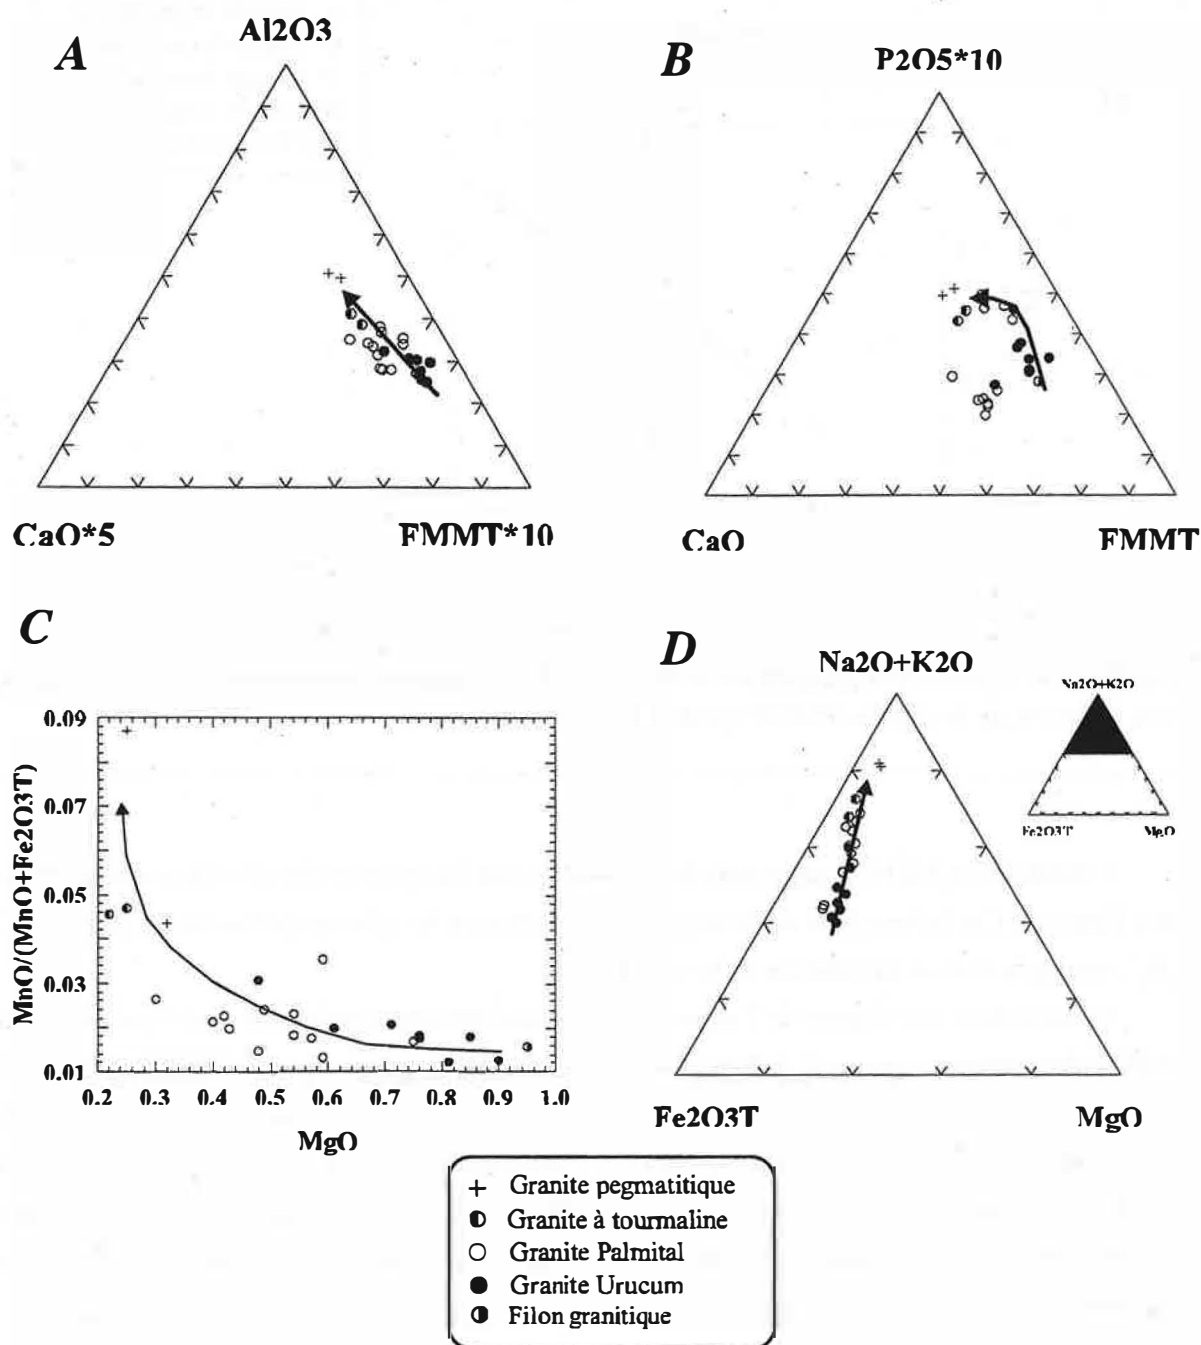 A
Al2O3
CaO*5
FMMT*10
B
P2O5*10
CaO
FMMT
C
MnO/(MnO+Fe2O3T)
0.09
0.07
0.05
0.03
0.01
0.2 0.3 0.4 0.5 0.6 0.7 0.8 0.9 1.0
MgO
D
Na2O+K2O
Fe2O3T
MgO
Na2O+K2O
Fe2O3T
MgO
Granite pegmatitique
Granite à tourmaline
Granite Palmital
Granite Urucum
Filon granitique